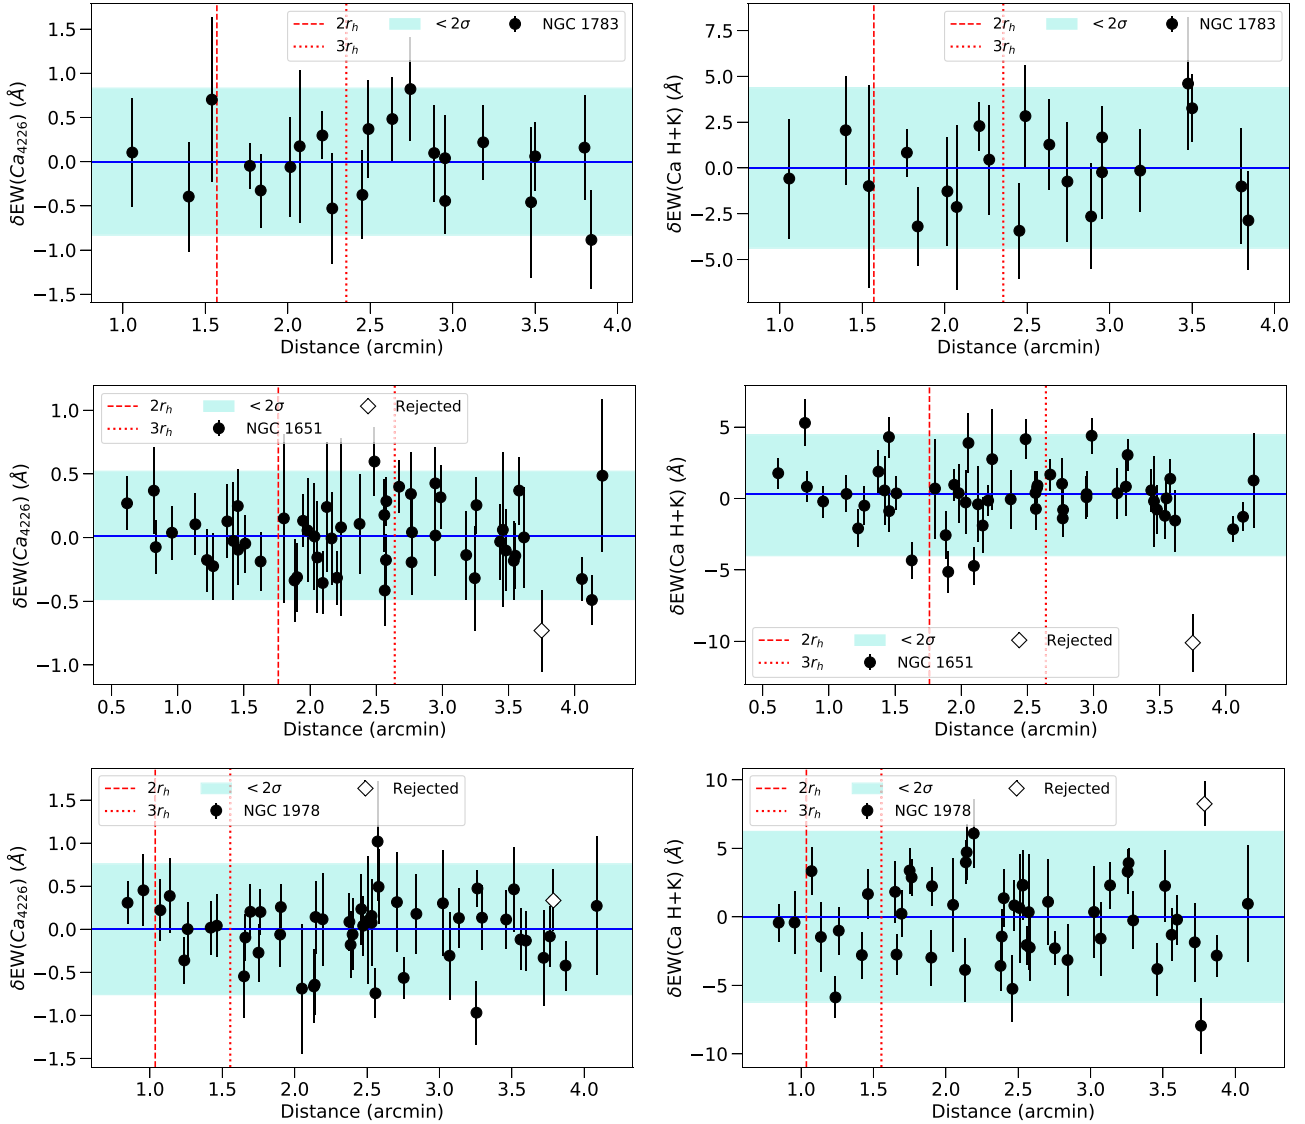 2r_h < 2σ NGC 1783
3r_h
δEW(Ca_4226) (Å)
1.5
1.0
0.5
0.0
−0.5
−1.0
−1.5
1.0 1.5 2.0 2.5 3.0 3.5 4.0
Distance (arcmin)
2r_h < 2σ NGC 1783
3r_h
δEW(Ca H+K) (Å)
7.5
5.0
2.5
0.0
−2.5
−5.0
1.0 1.5 2.0 2.5 3.0 3.5 4.0
Distance (arcmin)
2r_h < 2σ Rejected
3r_h NGC 1651
δEW(Ca_4226) (Å)
1.0
0.5
0.0
−0.5
−1.0
0.5 1.0 1.5 2.0 2.5 3.0 3.5 4.0
Distance (arcmin)
δEW(Ca H+K) (Å)
5
0
−5
−10
2r_h < 2σ Rejected
3r_h NGC 1651
0.5 1.0 1.5 2.0 2.5 3.0 3.5 4.0
Distance (arcmin)
2r_h < 2σ Rejected
3r_h NGC 1978
δEW(Ca_4226) (Å)
1.5
1.0
0.5
0.0
−0.5
−1.0
−1.5
1.0 1.5 2.0 2.5 3.0 3.5 4.0
Distance (arcmin)
2r_h < 2σ Rejected
3r_h NGC 1978
δEW(Ca H+K) (Å)
10
5
0
−5
−10
1.0 1.5 2.0 2.5 3.0 3.5 4.0
Distance (arcmin)